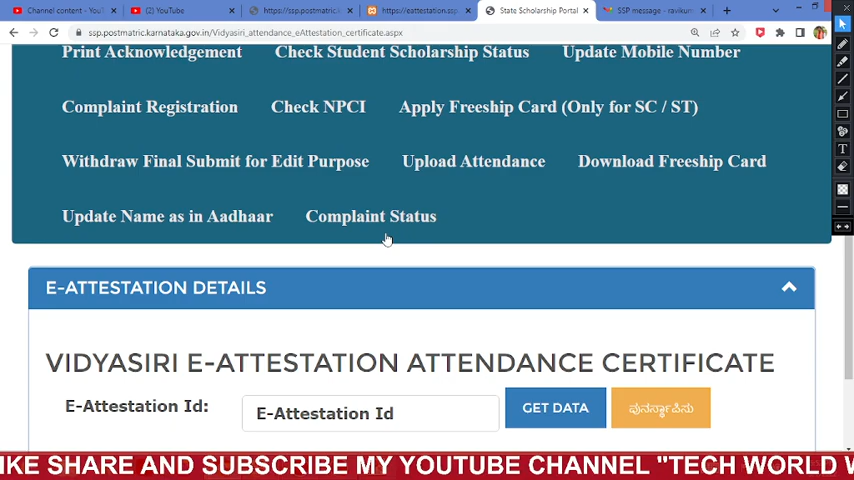 Channel content - YouT
(2) YouTube
https://ssp.postmatric.k
https://eattestation.ssp.
State Scholarship Portal
SSP message - ravikum
ssp.postmatric.karnataka.gov.in/Vidyasiri_attendance_eAttestation_certificate.aspx
Print Acknowledgement Check Student Scholarship Status Update Mobile Number
Complaint Registration Check NPCI Apply Freeship Card (Only for SC / ST)
Withdraw Final Submit for Edit Purpose Upload Attendance Download Freeship Card
Update Name as in Aadhaar Complaint Status
E-ATTESTATION DETAILS
VIDYASIRI E-ATTESTATION ATTENDANCE CERTIFICATE
E-Attestation Id: E-Attestation Id GET DATA ಪುನರ್‍ಸ್ಥಾಪಿಸು
IKE SHARE AND SUBSCRIBE MY YOUTUBE CHANNEL "TECH WORLD